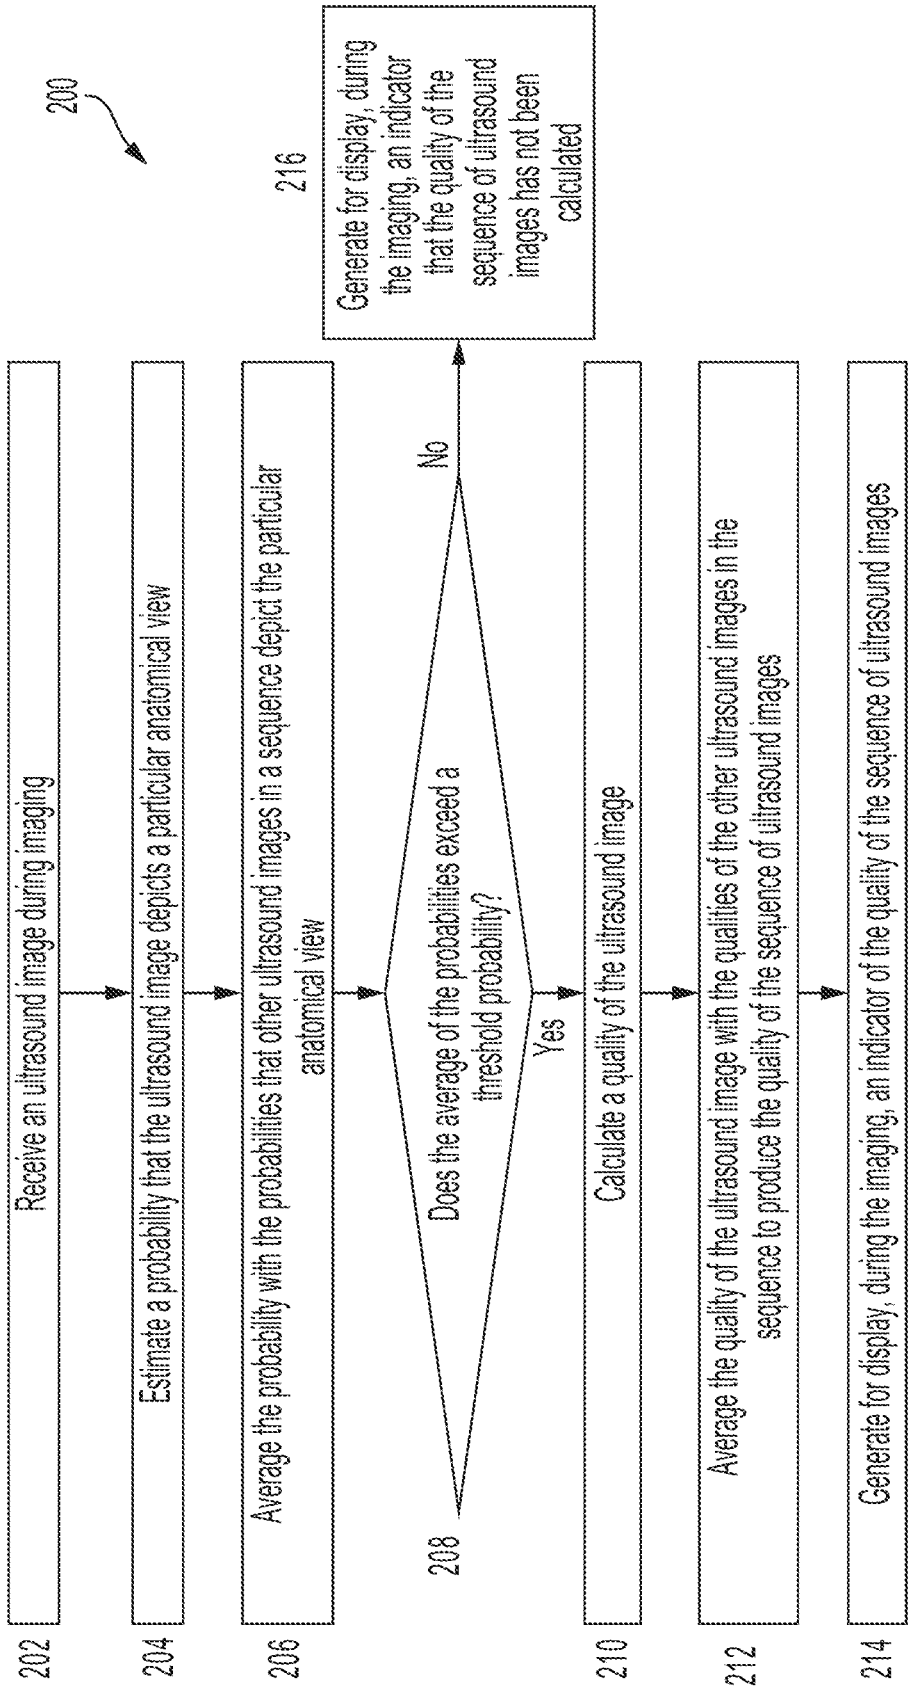 200
202
Receive an ultrasound image during imaging
204
Estimate a probability that the ultrasound image depicts a particular anatomical view
206
Average the probability with the probabilities that other ultrasound images in a sequence depict the particular
anatomical view
208
Does the average of the probabilities exceed a
threshold probability?
No
216
Generate for display, during
the imaging, an indicator
that the quality of the
sequence of ultrasound
images has not been
calculated
Yes
210
Calculate a quality of the ultrasound image
212
Average the quality of the ultrasound image with the qualities of the other ultrasound images in the
sequence to produce the quality of the sequence of ultrasound images
214
Generate for display, during the imaging, an indicator of the quality of the sequence of ultrasound images